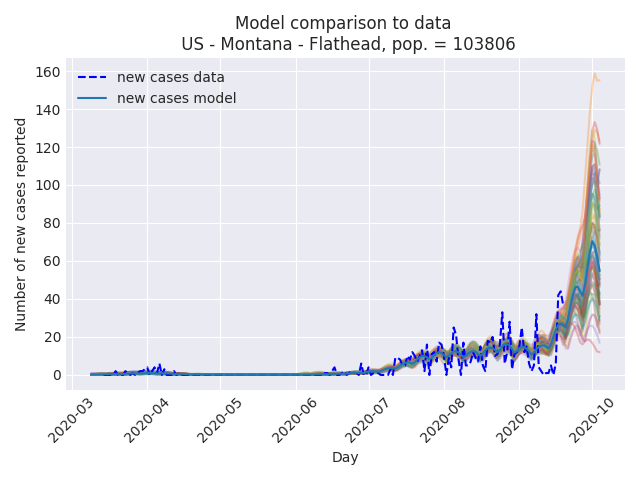 Model comparison to data
US - Montana - Flathead, pop. = 103806
new cases data
new cases model
Number of new cases reported
160
140
120
100
80
60
40
20
0
2020-03
2020-04
2020-05
2020-06
2020-07
2020-08
2020-09
2020-10
Day